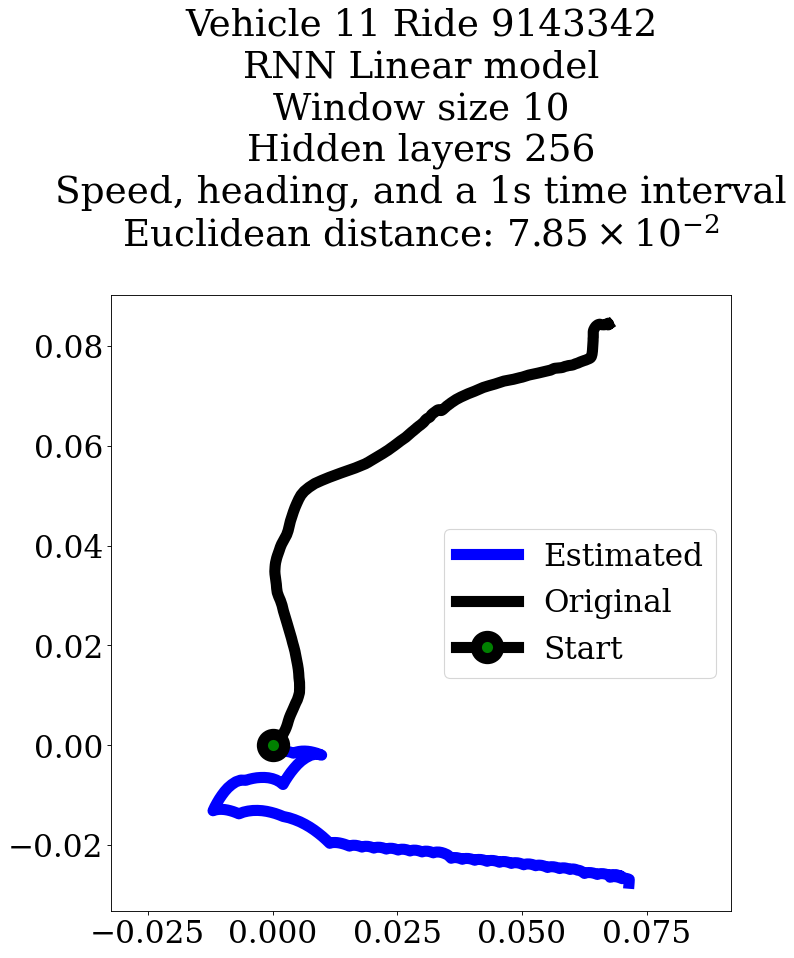 Vehicle 11 Ride 9143342
RNN Linear model
Window size 10
Hidden layers 256
Speed, heading, and a 1s time interval
Euclidean distance: 7.85 × 10⁻²
0.08
0.06
0.04
0.02
0.00
−0.02
Estimated
Original
Start
−0.025 0.000 0.025 0.050 0.075